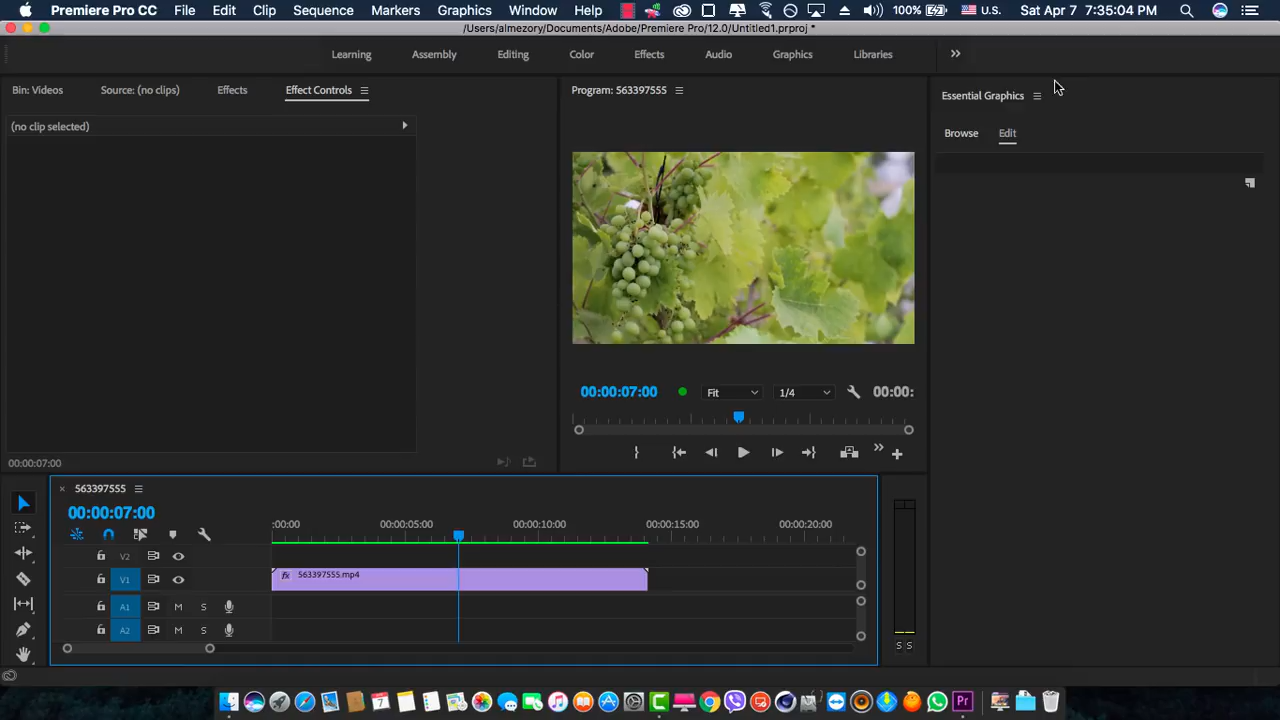 Premiere Pro CC File Edit Clip Sequence Markers Graphics Window Help 100% U.S. Sat Apr 7 7:35:04 PM
/Users/almezory/Documents/Adobe/Premiere Pro/12.0/Untitled1.prproj *
Learning Assembly Editing Color Effects Audio Graphics Libraries
Bin: Videos Source: (no clips) Effects Effect Controls Program: 563397555 Essential Graphics
(no clip selected)
Browse Edit
00:00:07:00 Fit 1/4 00:00:
00:00:07:00
563397555
00:00:07:00
:00:00 00:00:05:00 00:00:10:00 00:00:15:00 00:00:20:00
V2
V1 fx 563397555.mp4
A1 M S
A2 M S
S S
7
Pr